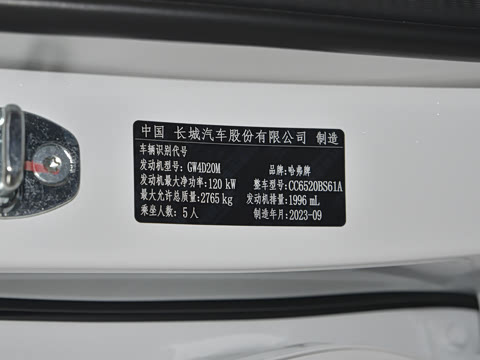 中国 长城汽车股份有限公司 制造
车辆识别代号
发动机型号: GW4D20M 品牌: 哈弗牌
发动机最大净功率: 120 kW 整车型号: CC6520BS61A
最大允许总质量: 2765 kg 发动机排量: 1996 mL
乘坐人数: 5 人 制造年月: 2023-09